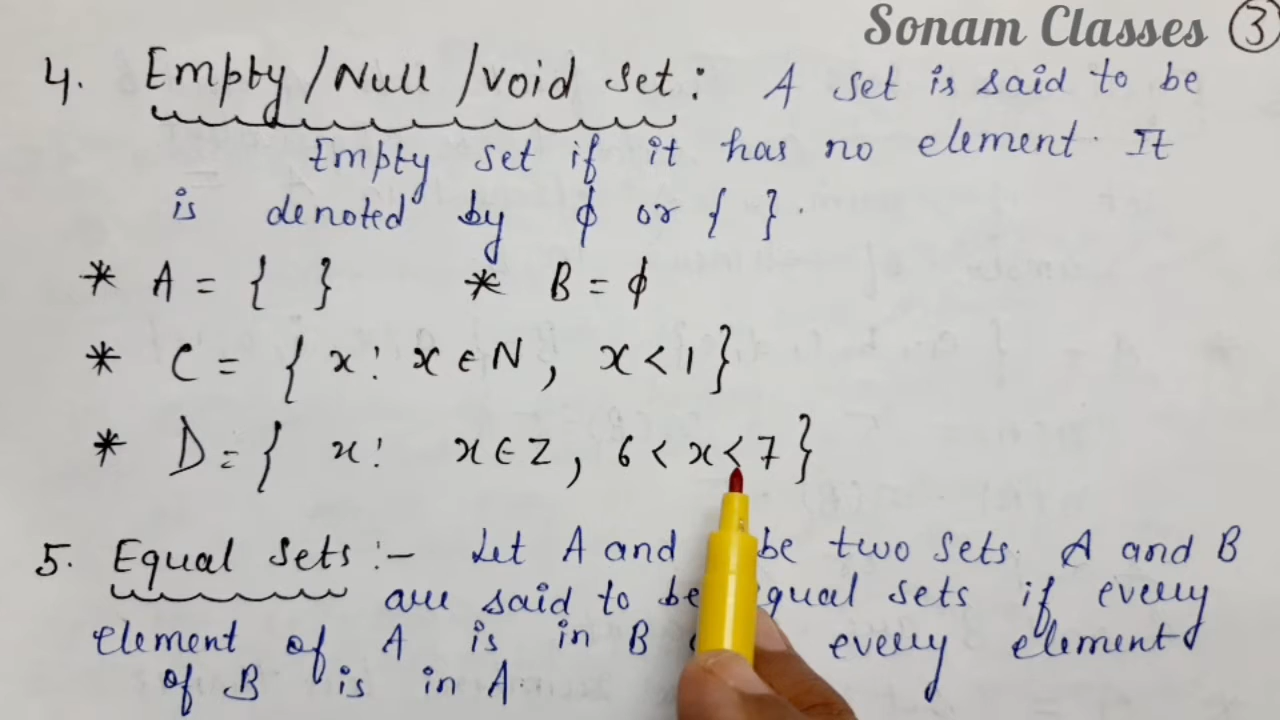 Sonam Classes 3
4. Empty/Null/void set: A set is said to be
Empty set if it has no element. It
is denoted by ϕ or { }.
* A = { } * B = ϕ
* C = { x : x ∈ N, x < 1}
* D = { x : x ∈ Z, 6 < x < 7}
5. Equal sets :- Let A and be two sets. A and B
are said to be equal sets if every
element of A is in B every element
of B is in A.